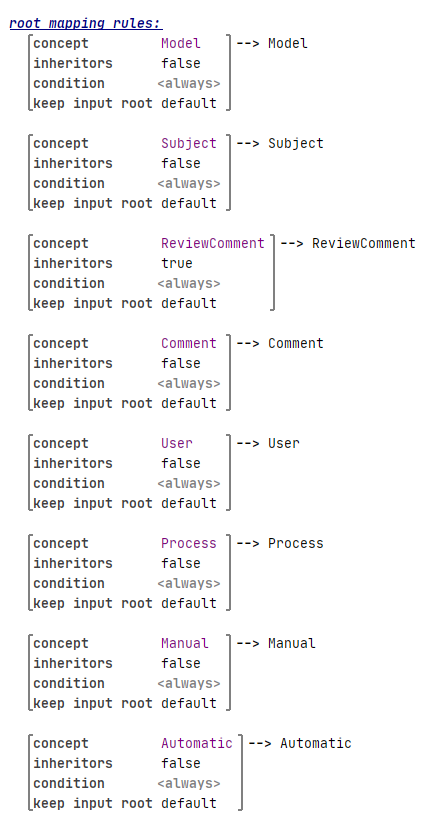 root mapping rules:
concept Model --> Model
inheritors false
condition <always>
keep input root default
concept Subject --> Subject
inheritors false
condition <always>
keep input root default
concept ReviewComment --> ReviewComment
inheritors true
condition <always>
keep input root default
concept Comment --> Comment
inheritors false
condition <always>
keep input root default
concept User --> User
inheritors false
condition <always>
keep input root default
concept Process --> Process
inheritors false
condition <always>
keep input root default
concept Manual --> Manual
inheritors false
condition <always>
keep input root default
concept Automatic --> Automatic
inheritors false
condition <always>
keep input root default